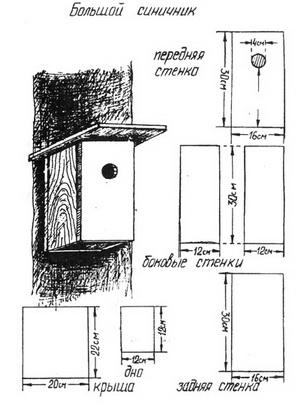 Большой синичник
передняя
стенка
4см
30см
16см
30см
12см
12см
боковые стенки
22см
20см
крыша
12см
12см
дно
30см
16см
задняя стенка